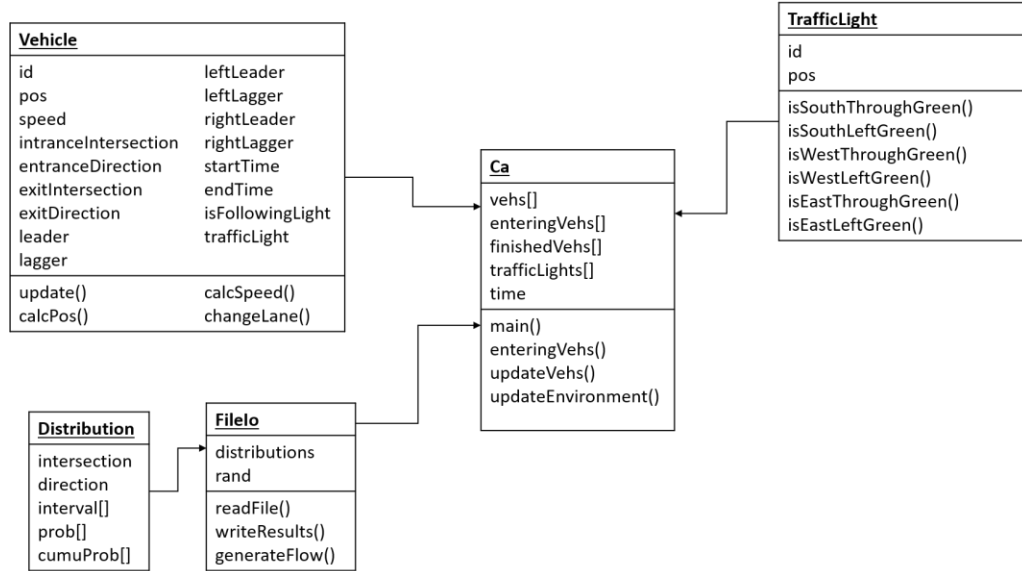 Vehicle
id leftLeader
pos leftLagger
speed rightLeader
intranceIntersection rightLagger
entranceDirection startTime
exitIntersection endTime
exitDirection isFollowingLight
leader trafficLight
lagger
update() calcSpeed()
calcPos() changeLane()
TrafficLight
id
pos
isSouthThroughGreen()
isSouthLeftGreen()
isWestThroughGreen()
isWestLeftGreen()
isEastThroughGreen()
isEastLeftGreen()
Ca
vehs[]
enteringVehs[]
finishedVehs[]
trafficLights[]
time
main()
enteringVehs()
updateVehs()
updateEnvironment()
Distribution
intersection
direction
interval[]
prob[]
cumuProb[]
FileIo
distributions
rand
readFile()
writeResults()
generateFlow()